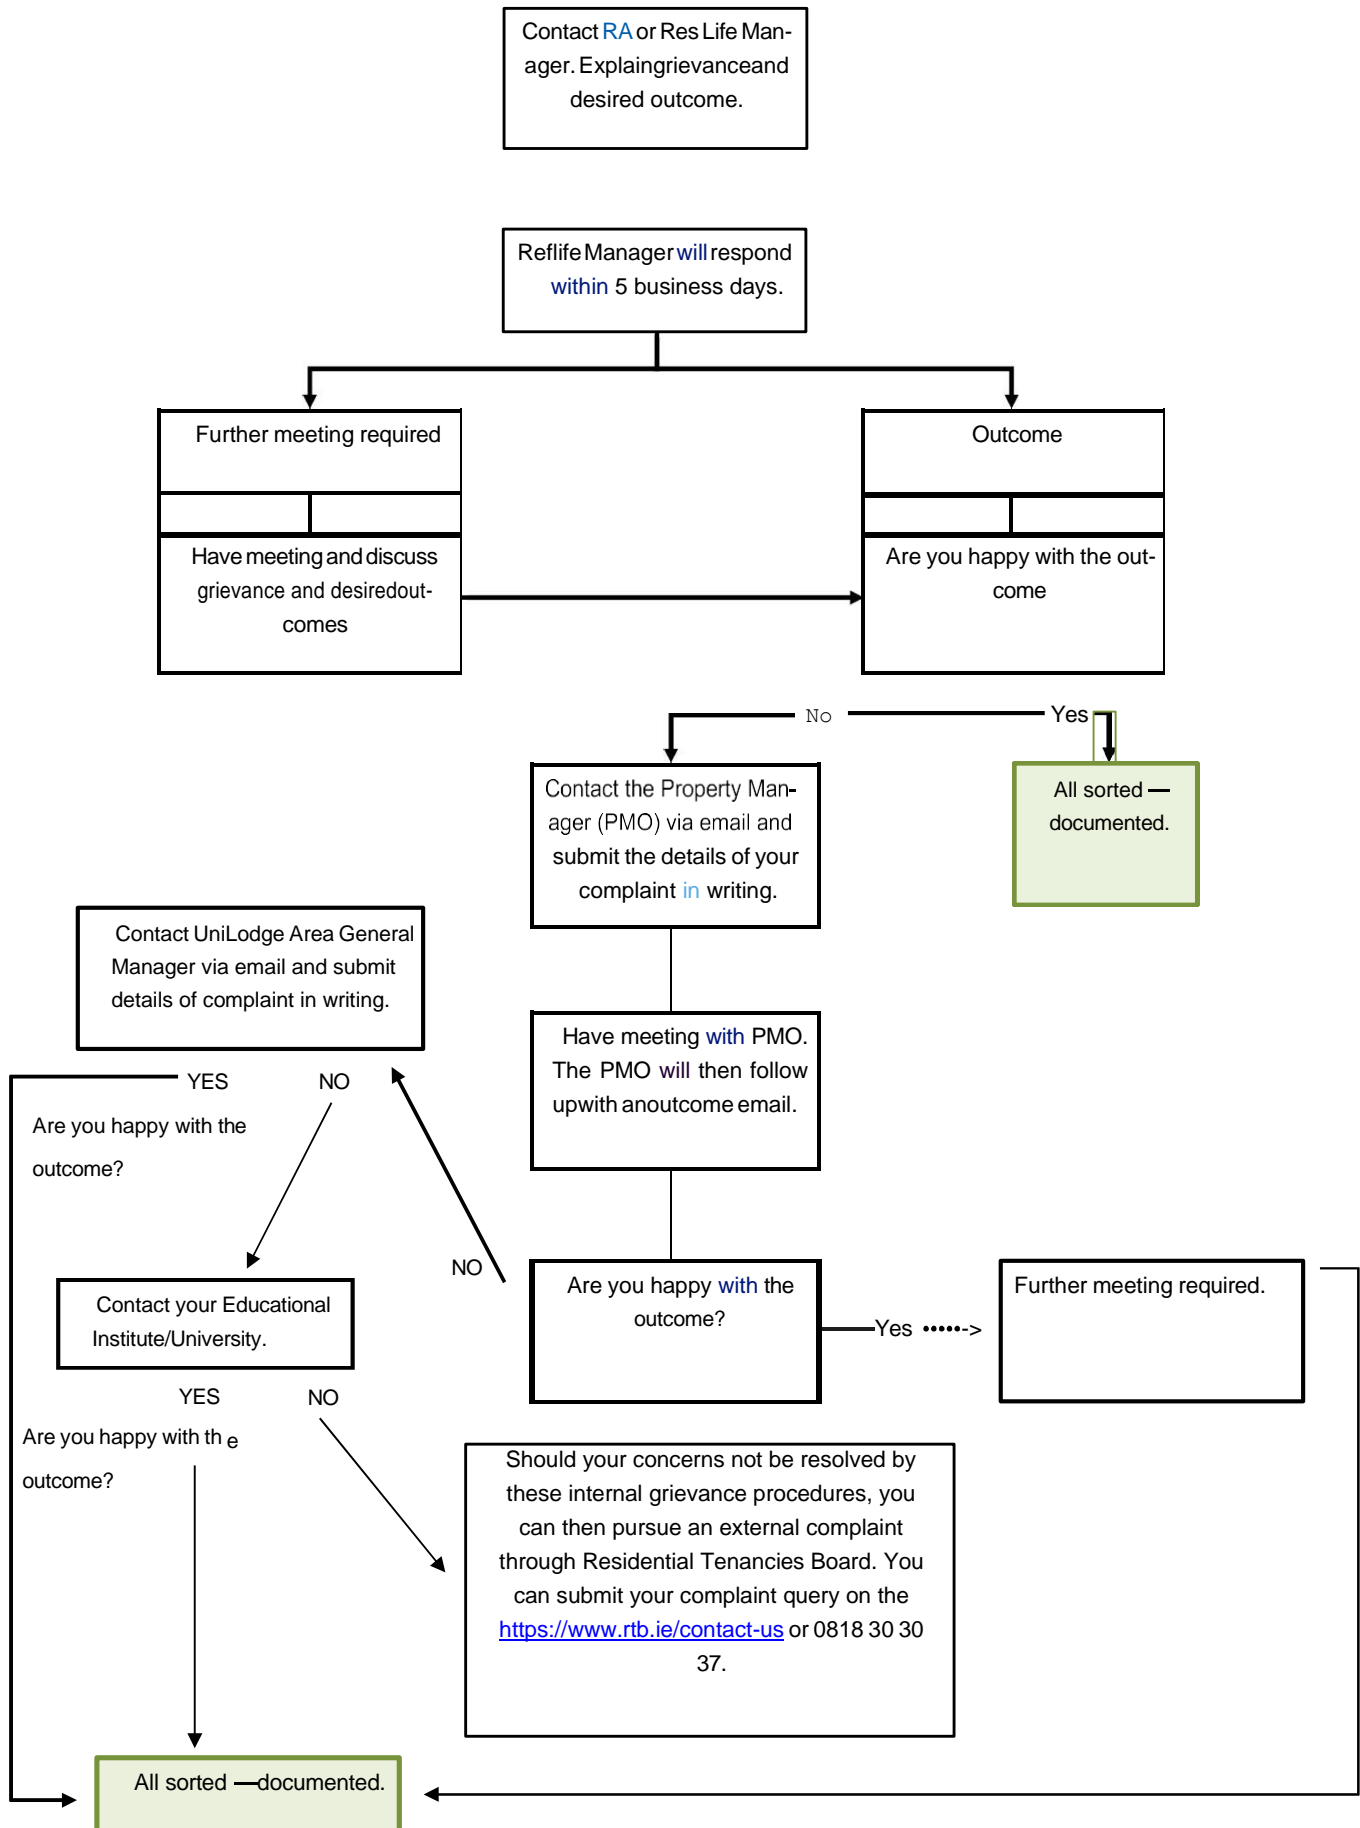 Contact RA or Res Life Man-
ager. Explaingrievanceand
desired outcome.
Reflife Manager will respond
within 5 business days.
Further meeting required
Outcome
Have meeting and discuss
grievance and desiredout-
comes
Are you happy with the out-
come
No
Yes
Contact the Property Man-
ager (PMO) via email and
submit the details of your
complaint in writing.
All sorted —
documented.
Contact UniLodge Area General
Manager via email and submit
details of complaint in writing.
Have meeting with PMO.
The PMO will then follow
upwith anoutcome email.
YES
NO
Are you happy with the
outcome?
NO
Are you happy with the
outcome?
Yes •••••->
Further meeting required.
Contact your Educational
Institute/University.
YES
NO
Are you happy with th e
outcome?
Should your concerns not be resolved by
these internal grievance procedures, you
can then pursue an external complaint
through Residential Tenancies Board. You
can submit your complaint query on the
https://www.rtb.ie/contact-us or 0818 30 30
37.
All sorted —documented.